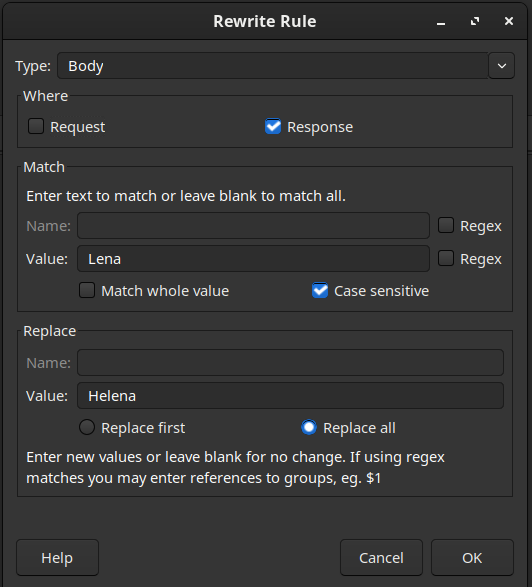 Rewrite Rule
Type: Body
Where
Request Response
Match
Enter text to match or leave blank to match all.
Name: Regex
Value: Lena Regex
Match whole value Case sensitive
Replace
Name:
Value: Helena
Replace first Replace all
Enter new values or leave blank for no change. If using regex
matches you may enter references to groups, eg. $1
Help Cancel OK